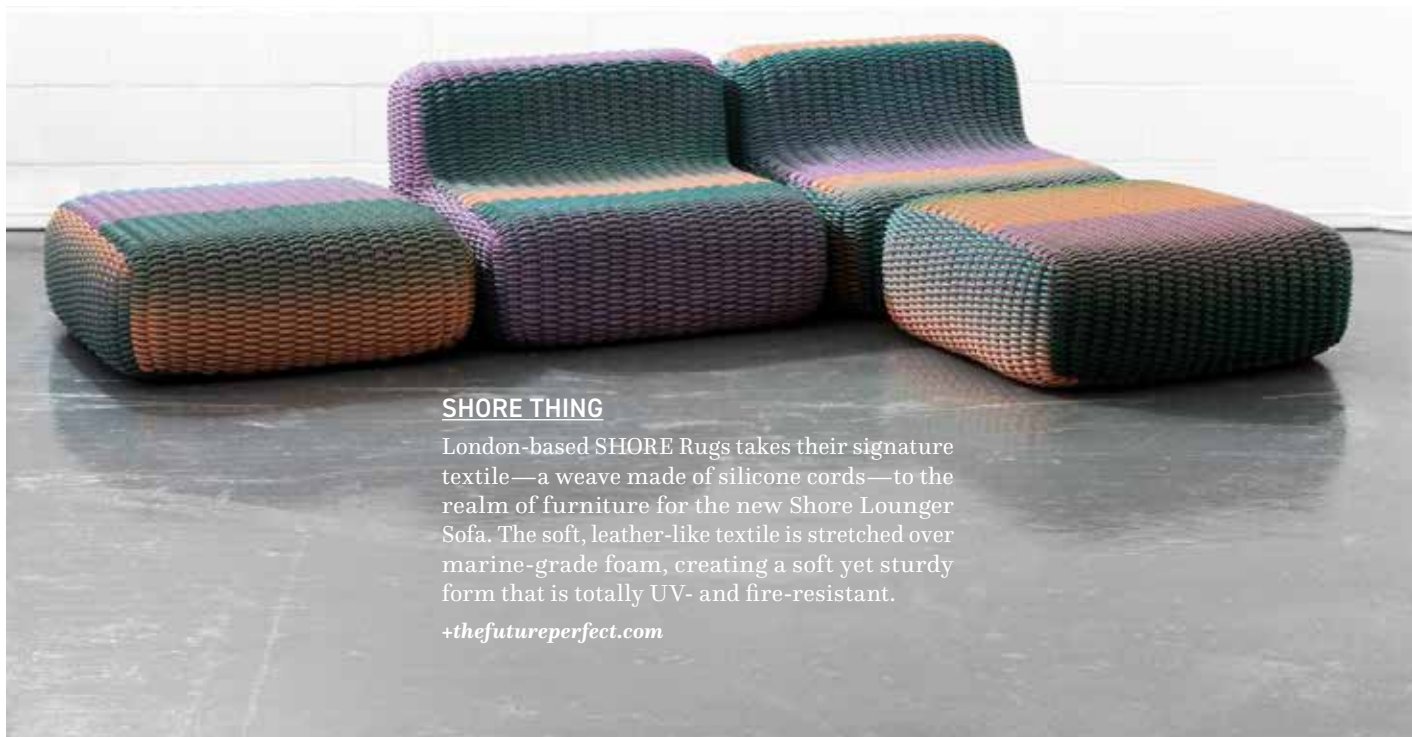 SHORE THING
London-based SHORE Rugs takes their signature
textile—a weave made of silicone cords—to the
realm of furniture for the new Shore Lounger
Sofa. The soft, leather-like textile is stretched over
marine-grade foam, creating a soft yet sturdy
form that is totally UV- and fire-resistant.
+thefutureperfect.com